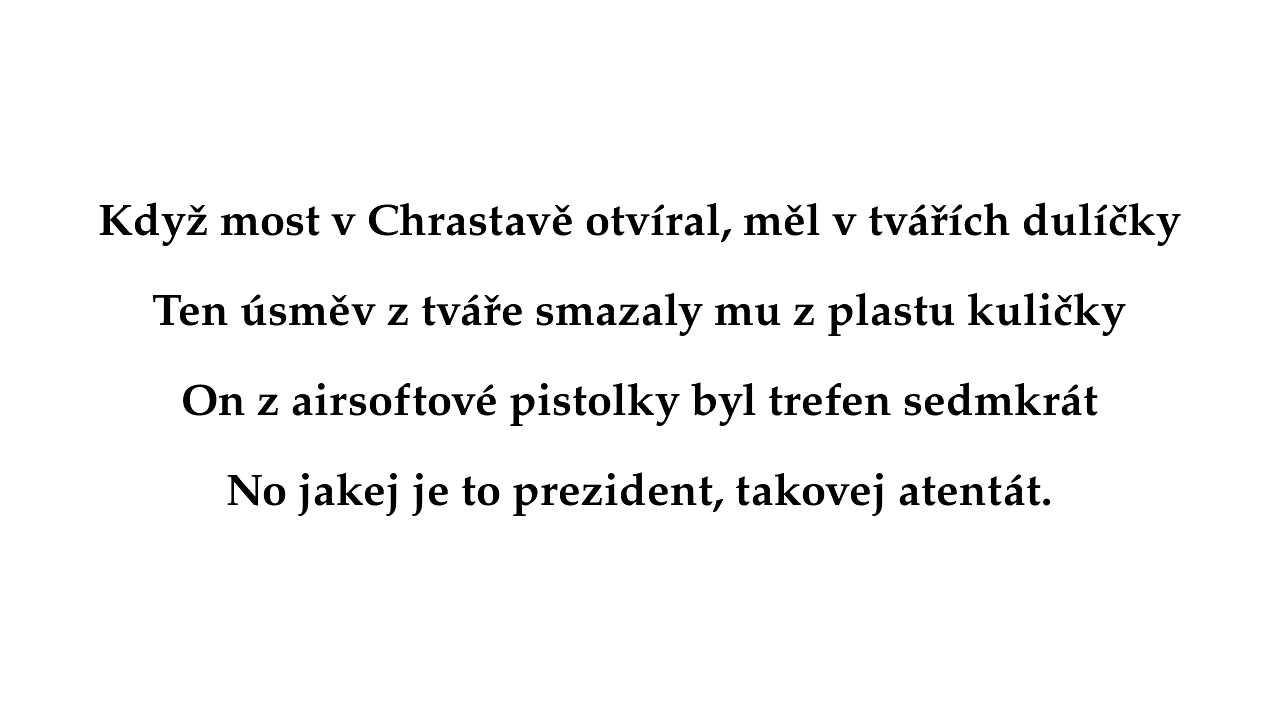 Když most v Chrastavě otvíral, měl v tvářích dulíčky
Ten úsměv z tváře smazaly mu z plastu kuličky
On z airsoftové pistolky byl trefen sedmkrát
No jakej je to prezident, takovej atentát.